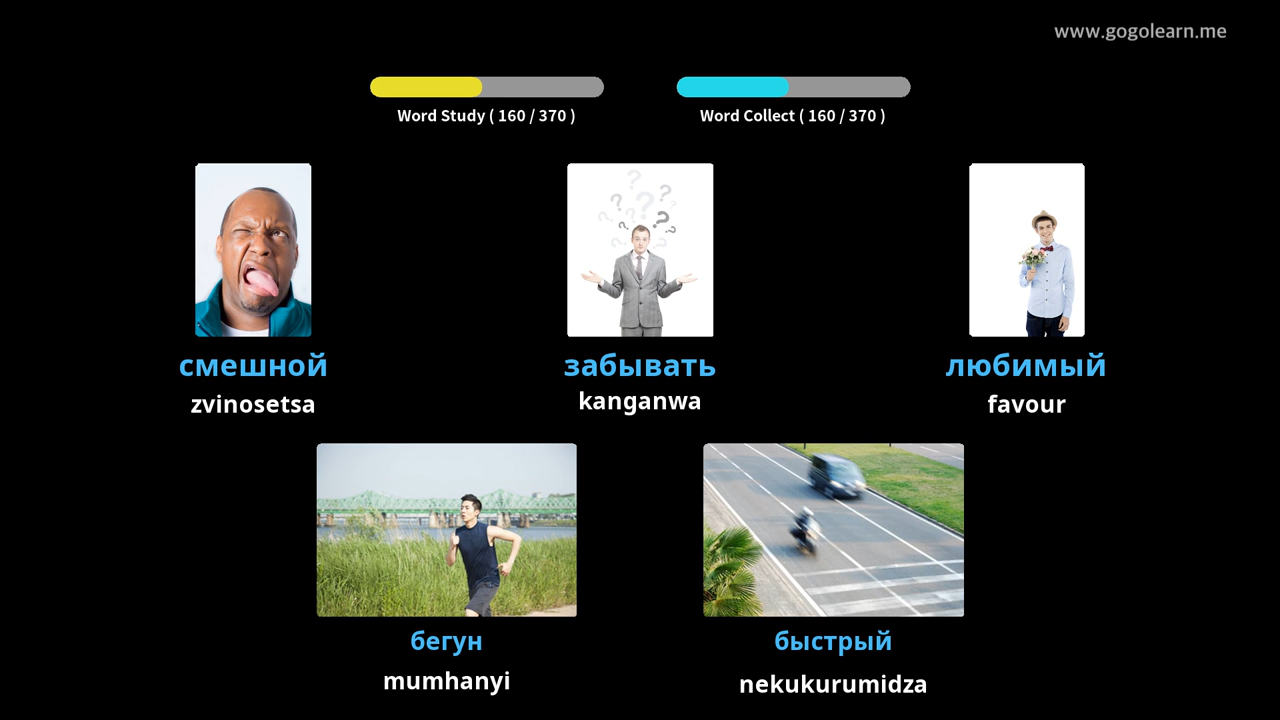 www.gogolearn.me
Word Study ( 160 / 370 )
Word Collect ( 160 / 370 )
смешной
zvinosetsa
забывать
kanganwa
любимый
favour
бегун
mumhanyi
быстрый
nekukurumidza